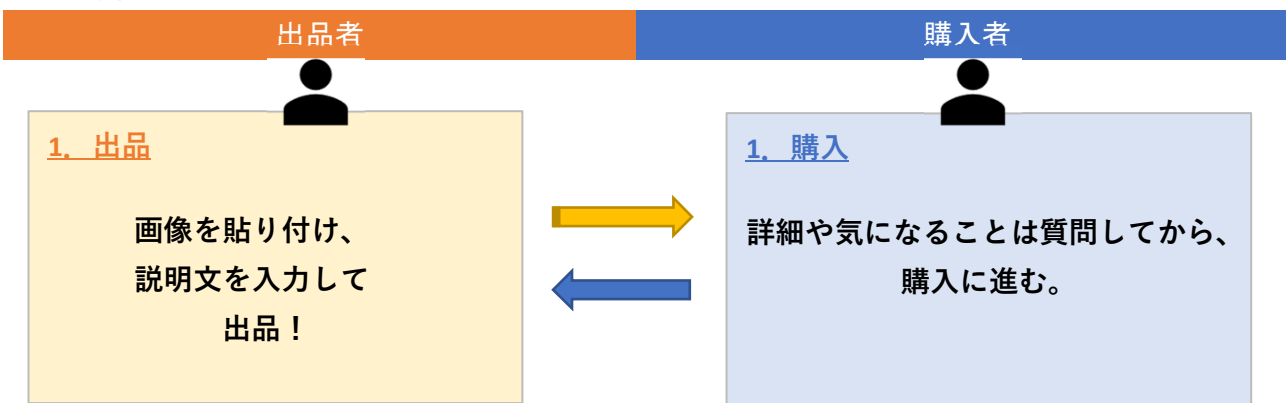 出品者
購入者
1. 出品
画像を貼り付け、
説明文を入力して
出品！
1. 購入
詳細や気になることは質問してから、
購入に進む。